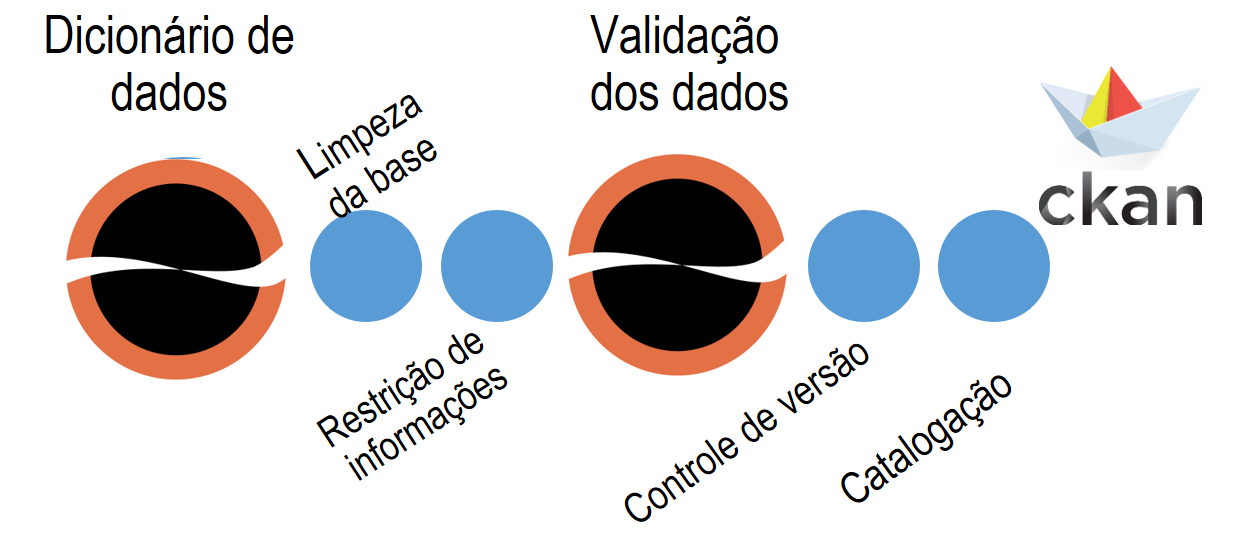 Dicionário de
dados
Limpeza
da base
Restrição de
informações
Validação
dos dados
Controle de versão
Catalogação
ckan